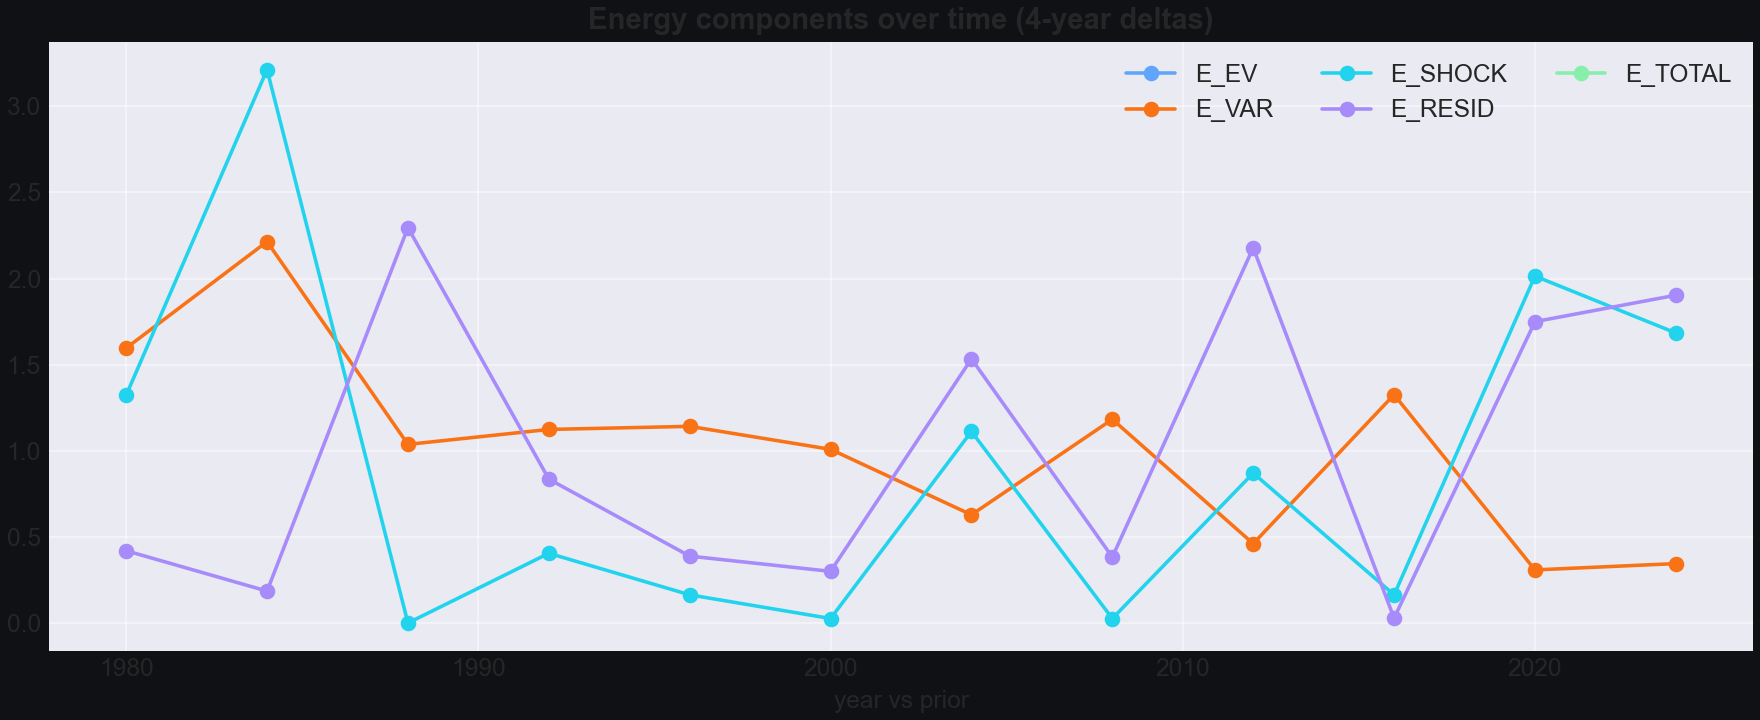 Energy components over time (4-year deltas)
E_EV E_SHOCK E_TOTAL
E_VAR E_RESID
3.0
2.5
2.0
1.5
1.0
0.5
0.0
1980 1990 2000 2010 2020
year vs prior